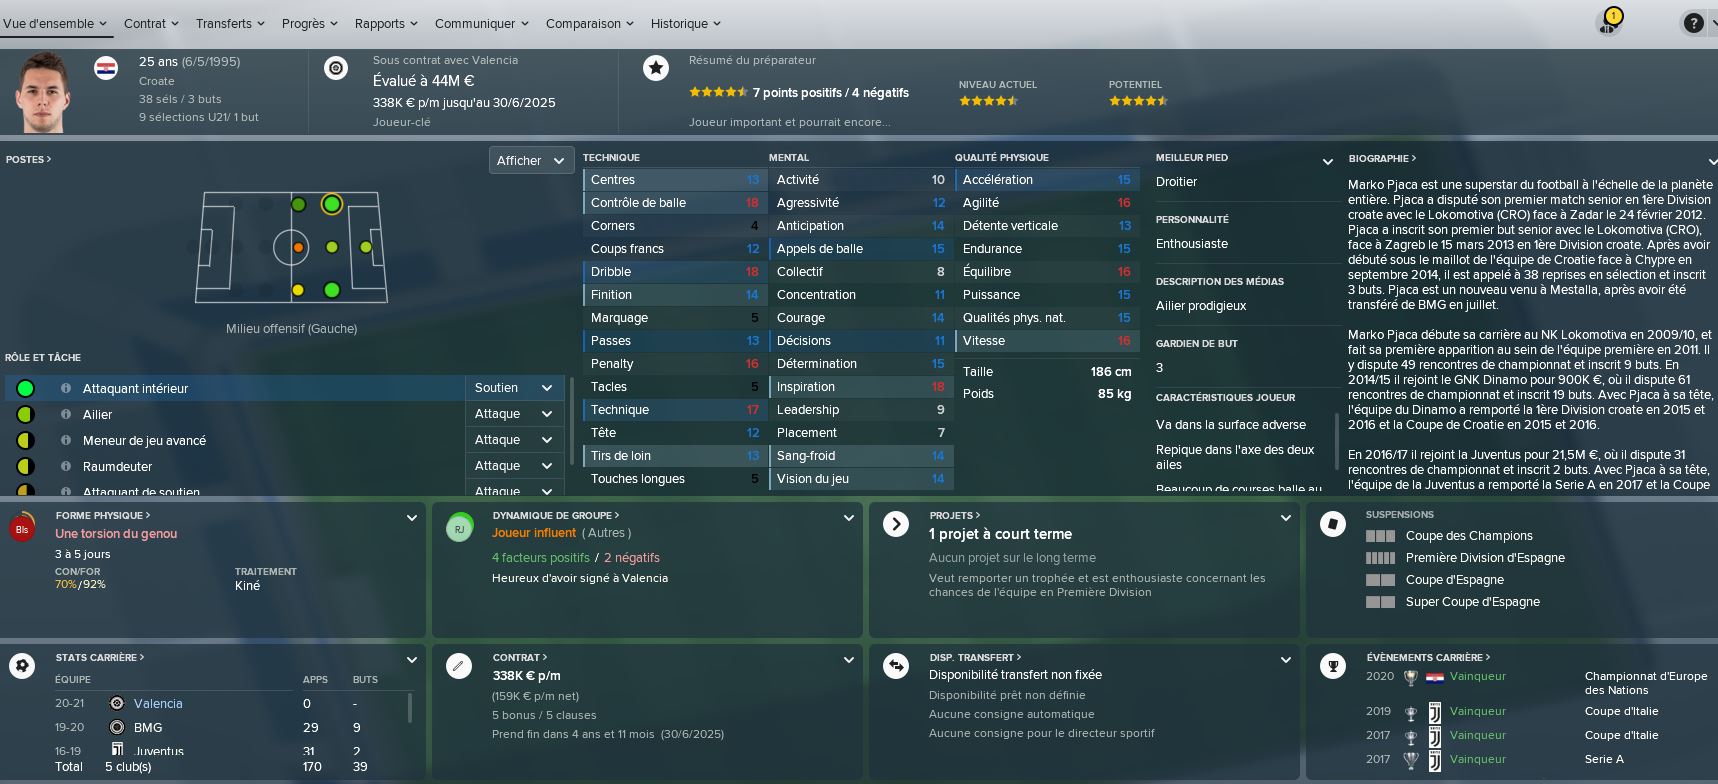 Vue d'ensemble Contrat Transferts Progrès Rapports Communiquer Comparaison Historique
1
?
25 ans (6/5/1995)
Croate
38 séls / 3 buts
9 sélections U21/ 1 but
Sous contrat avec Valencia
Évalué à 44M €
338K € p/m jusqu'au 30/6/2025
Joueur-clé
Résumé du préparateur
7 points positifs / 4 négatifs
Joueur important et pourrait encore...
NIVEAU ACTUEL
POTENTIEL
POSTES
Afficher
Milieu offensif (Gauche)
RÔLE ET TÂCHE
Attaquant intérieur Soutien
Ailier Attaque
Meneur de jeu avancé Attaque
Raumdeuter Attaque
Attaquant de soutien Attaque
TECHNIQUE
Centres 13
Contrôle de balle 18
Corners 4
Coups francs 12
Dribble 18
Finition 14
Marquage 5
Passes 13
Penalty 16
Tacles 5
Technique 17
Tête 12
Tirs de loin 13
Touches longues 5
MENTAL
Activité 10
Agressivité 12
Anticipation 14
Appels de balle 15
Collectif 8
Concentration 11
Courage 14
Décisions 11
Détermination 15
Inspiration 18
Leadership 9
Placement 7
Sang-froid 14
Vision du jeu 14
QUALITÉ PHYSIQUE
Accélération 15
Agilité 16
Détente verticale 13
Endurance 15
Équilibre 16
Puissance 15
Qualités phys. nat. 15
Vitesse 16
Taille 186 cm
Poids 85 kg
MEILLEUR PIED
Droitier
PERSONNALITÉ
Enthousiaste
DESCRIPTION DES MÉDIAS
Ailier prodigieux
GARDIEN DE BUT
3
CARACTÉRISTIQUES JOUEUR
Va dans la surface adverse
Repique dans l'axe des deux
ailes
Beaucoup de courses balle au
BIOGRAPHIE
Marko Pjaca est une superstar du football à l'échelle de la planète
entière. Pjaca a disputé son premier match senior en 1ère Division
croate avec le Lokomotiva (CRO) face à Zadar le 24 février 2012.
Pjaca a inscrit son premier but senior avec le Lokomotiva (CRO),
face à Zagreb le 15 mars 2013 en 1ère Division croate. Après avoir
débuté sous le maillot de l'équipe de Croatie face à Chypre en
septembre 2014, il est appelé à 38 reprises en sélection et inscrit
3 buts. Pjaca est un nouveau venu à Mestalla, après avoir été
transféré de BMG en juillet.
Marko Pjaca débute sa carrière au NK Lokomotiva en 2009/10, et
fait sa première apparition au sein de l'équipe première en 2011. Il
y dispute 49 rencontres de championnat et inscrit 9 buts. En
2014/15 il rejoint le GNK Dinamo pour 900K €, où il dispute 61
rencontres de championnat et inscrit 19 buts. Avec Pjaca à sa tête,
l'équipe du Dinamo a remporté la 1ère Division croate en 2015 et
2016 et la Coupe de Croatie en 2015 et 2016.
En 2016/17 il rejoint la Juventus pour 21,5M €, où il dispute 31
rencontres de championnat et inscrit 2 buts. Avec Pjaca à sa tête,
l'équipe de la Juventus a remporté la Serie A en 2017 et la Coupe
Bls
FORME PHYSIQUE
Une torsion du genou
3 à 5 jours
CON/FOR
70%/92%
TRAITEMENT
Kiné
RJ
DYNAMIQUE DE GROUPE
Joueur influent ( Autres )
4 facteurs positifs / 2 négatifs
Heureux d'avoir signé à Valencia
PROJETS
1 projet à court terme
Aucun projet sur le long terme
Veut remporter un trophée et est enthousiaste concernant les
chances de l'équipe en Première Division
SUSPENSIONS
Coupe des Champions
Première Division d'Espagne
Coupe d'Espagne
Super Coupe d'Espagne
STATS CARRIÈRE
ÉQUIPE APPS BUTS
20-21 Valencia 0 -
19-20 BMG 29 9
16-19 Juventus 31 2
Total 5 club(s) 170 39
CONTRAT
338K € p/m
(159K € p/m net)
5 bonus / 5 clauses
Prend fin dans 4 ans et 11 mois (30/6/2025)
DISP. TRANSFERT
Disponibilité transfert non fixée
Disponibilité prêt non définie
Aucune consigne automatique
Aucune consigne pour le directeur sportif
ÉVÈNEMENTS CARRIÈRE
2020 Vainqueur Championnat d'Europe
des Nations
2019 Vainqueur Coupe d'Italie
2017 Vainqueur Coupe d'Italie
2017 Vainqueur Serie A